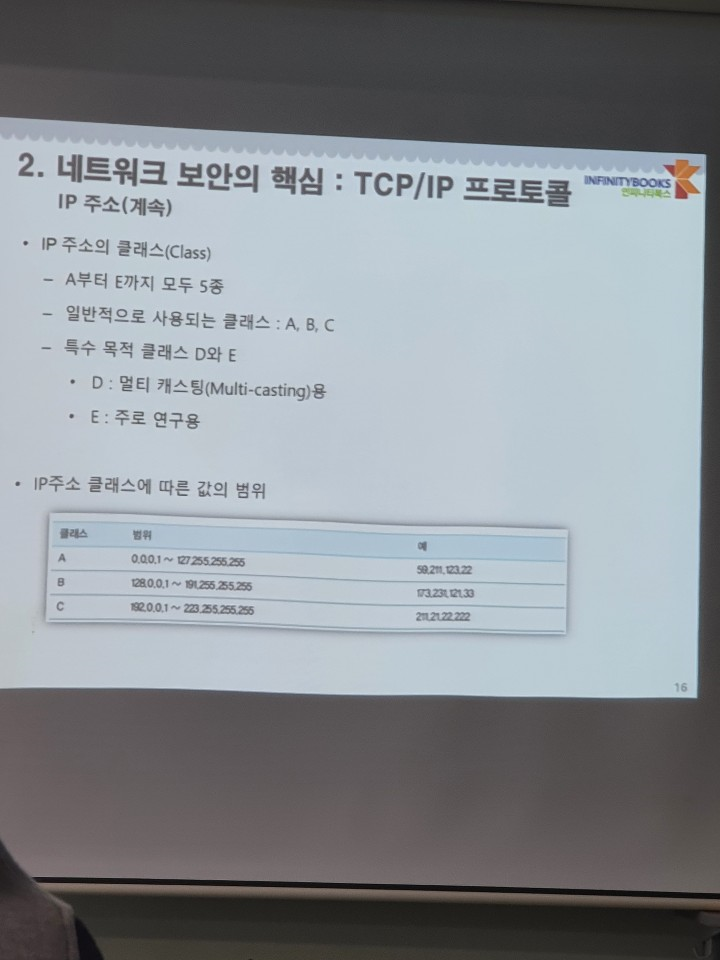 2. 네트워크 보안의 핵심 : TCP/IP 프로토콜
INFINITYBOOKS
인피니티북스
IP 주소(계속)
• IP 주소의 클래스(Class)
– A부터 E까지 모두 5종
– 일반적으로 사용되는 클래스 : A, B, C
– 특수 목적 클래스 D와 E
• D : 멀티 캐스팅(Multi-casting)용
• E : 주로 연구용
• IP주소 클래스에 따른 값의 범위
클래스 범위 예
A 0.0.0.1 ~ 127.255.255.255 59.211.123.22
B 128.0.0.1 ~ 191.255.255.255 173.231.121.33
C 192.0.0.1 ~ 223.255.255.255 211.21.22.222
16